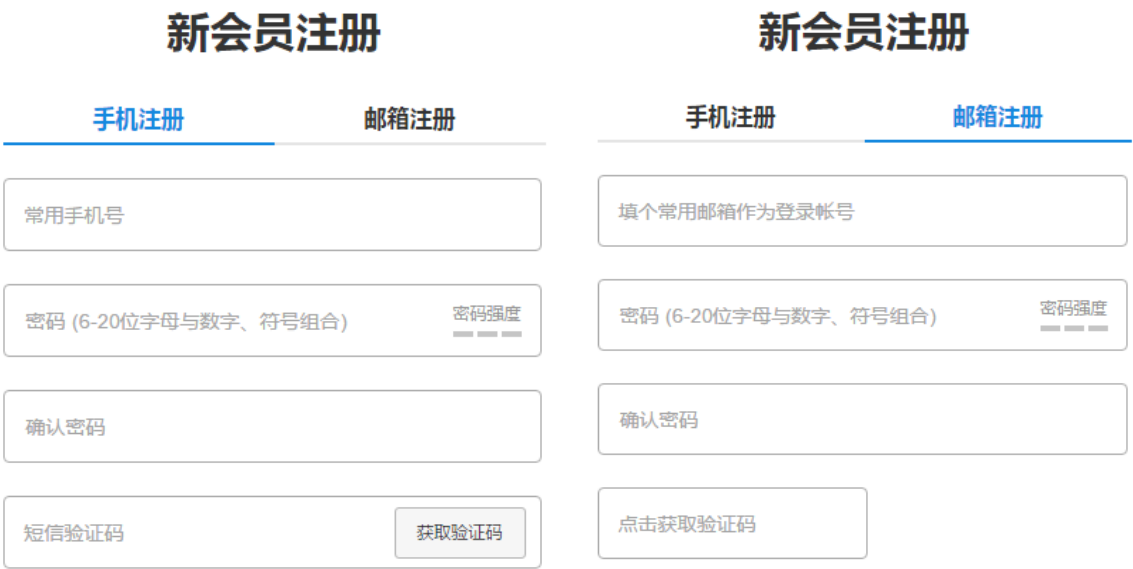 新会员注册
手机注册 邮箱注册
常用手机号
密码 (6-20位字母与数字、符号组合) 密码强度
确认密码
短信验证码 获取验证码
新会员注册
手机注册 邮箱注册
填个常用邮箱作为登录帐号
密码 (6-20位字母与数字、符号组合) 密码强度
确认密码
点击获取验证码